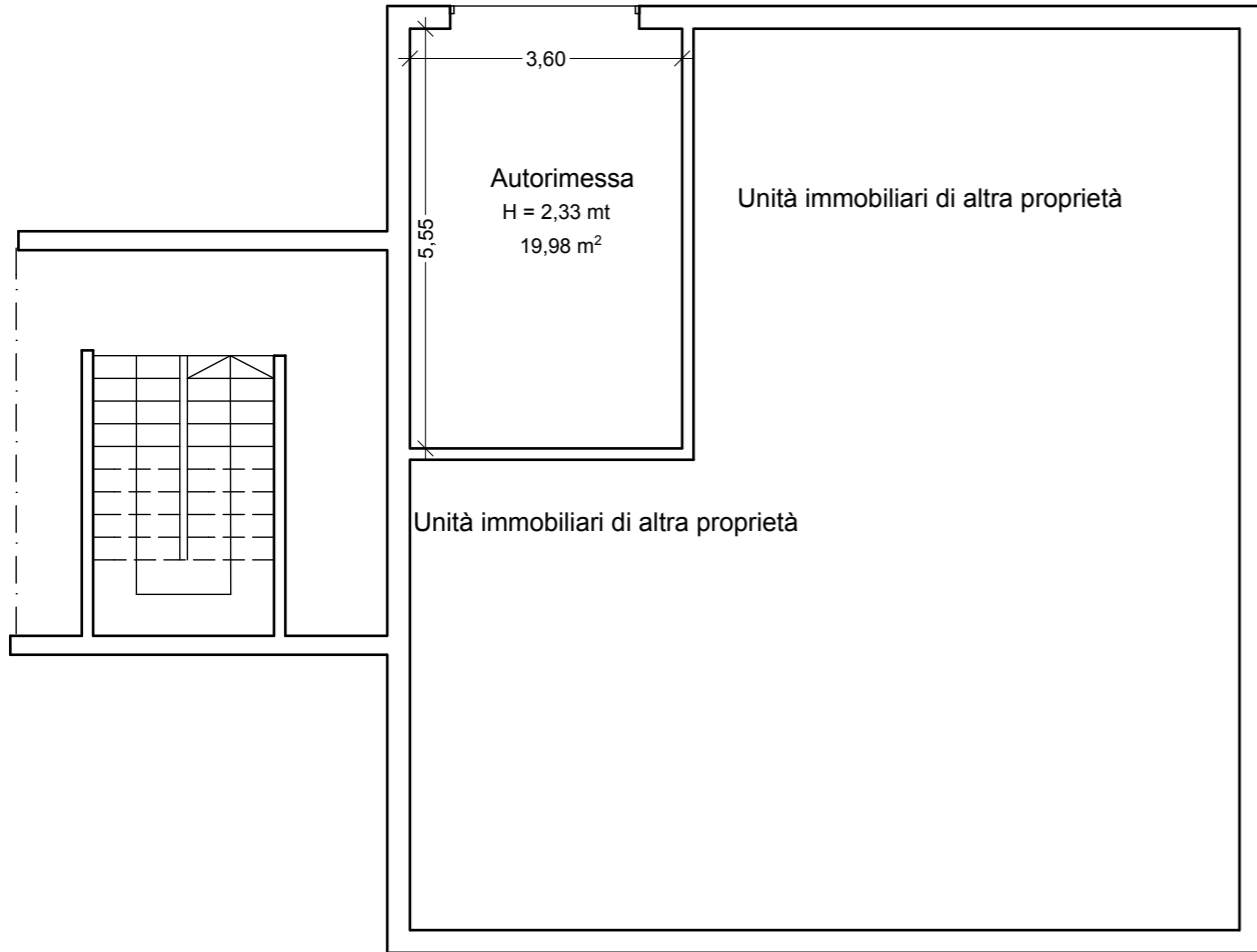 3,60
Autorimessa
H = 2,33 mt
19,98 m²
5,55
Unità immobiliari di altra proprietà
Unità immobiliari di altra proprietà